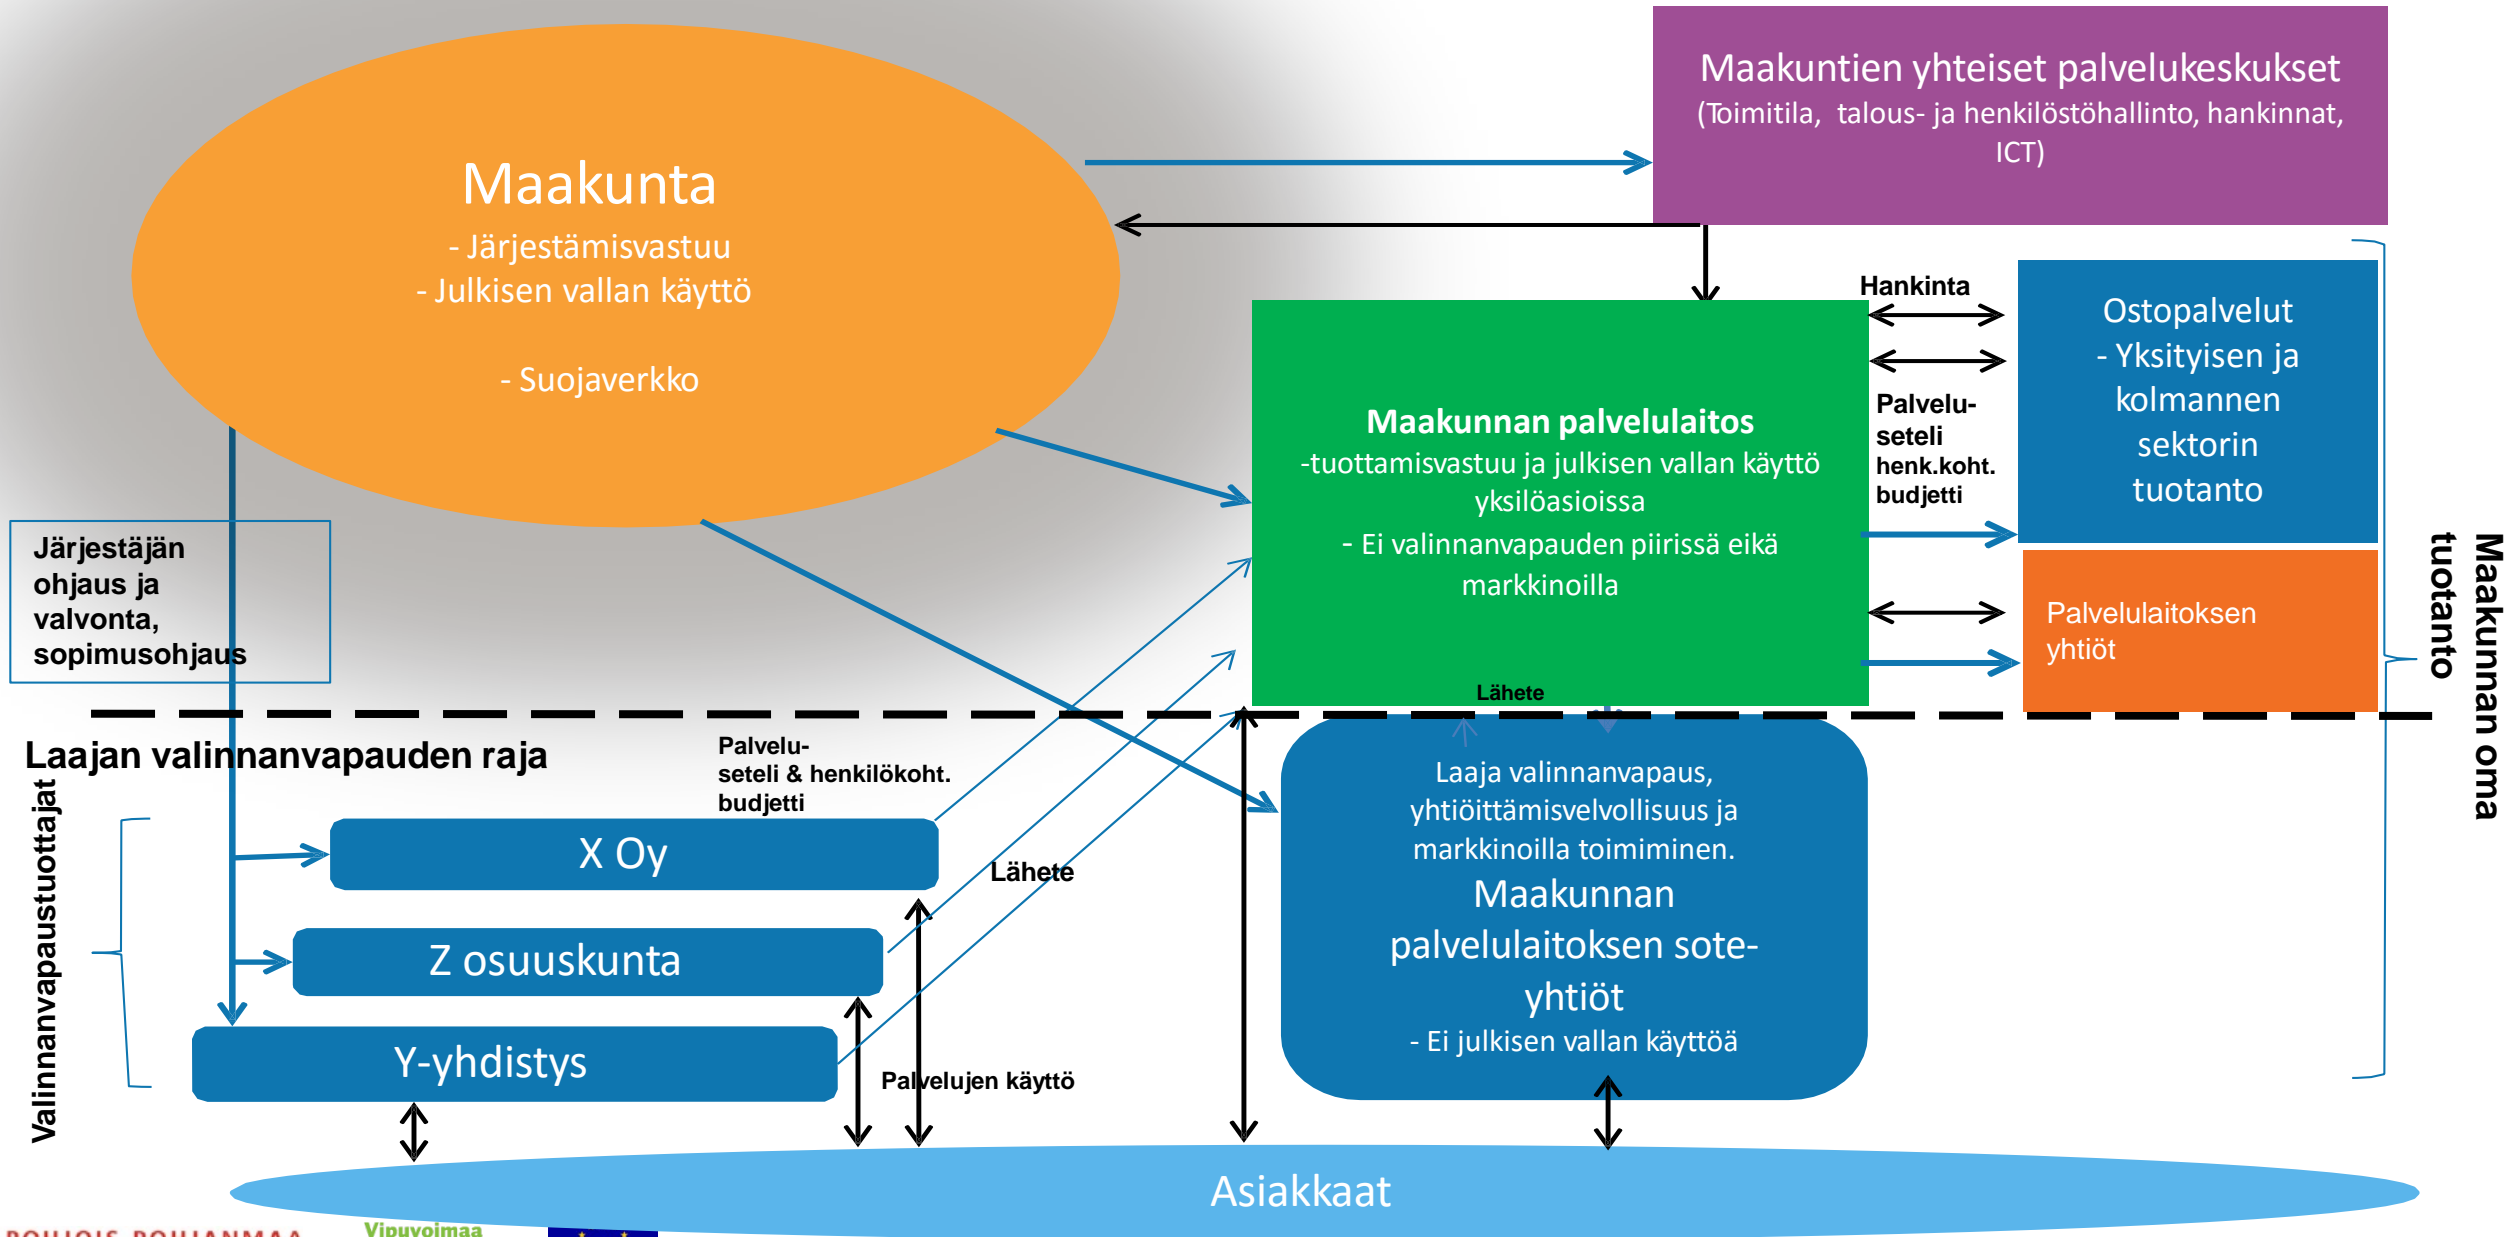 Maakuntien yhteiset palvelukeskukset
(Toimitila, talous- ja henkilöstöhallinto, hankinnat,
ICT)
Maakunta
- Järjestämisvastuu
- Julkisen vallan käyttö
- Suojaverkko
Hankinta
Ostopalvelut
- Yksityisen ja
kolmannen
sektorin
tuotanto
Palvelu-
seteli
henk.koht.
budjetti
Maakunnan palvelulaitos
-tuottamisvastuu ja julkisen vallan käyttö
yksilöasioissa
- Ei valinnanvapauden piirissä eikä
markkinoilla
Lähete
Palvelulaitoksen
yhtiöt
Maakunnan oma
tuotanto
Järjestäjän
ohjaus ja
valvonta,
sopimusohjaus
Laajan valinnanvapauden raja
Valinnanvapaustuottajat
Palvelu-
seteli & henkilökoht.
budjetti
X Oy
Lähete
Z osuuskunta
Y-yhdistys
Palvelujen käyttö
Laaja valinnanvapaus,
yhtiöittämisvelvollisuus ja
markkinoilla toimiminen.
Maakunnan
palvelulaitoksen sote-
yhtiöt
- Ei julkisen vallan käyttöä
Asiakkaat
POHJOIS-POHJANMAA
Vipuvoimaa